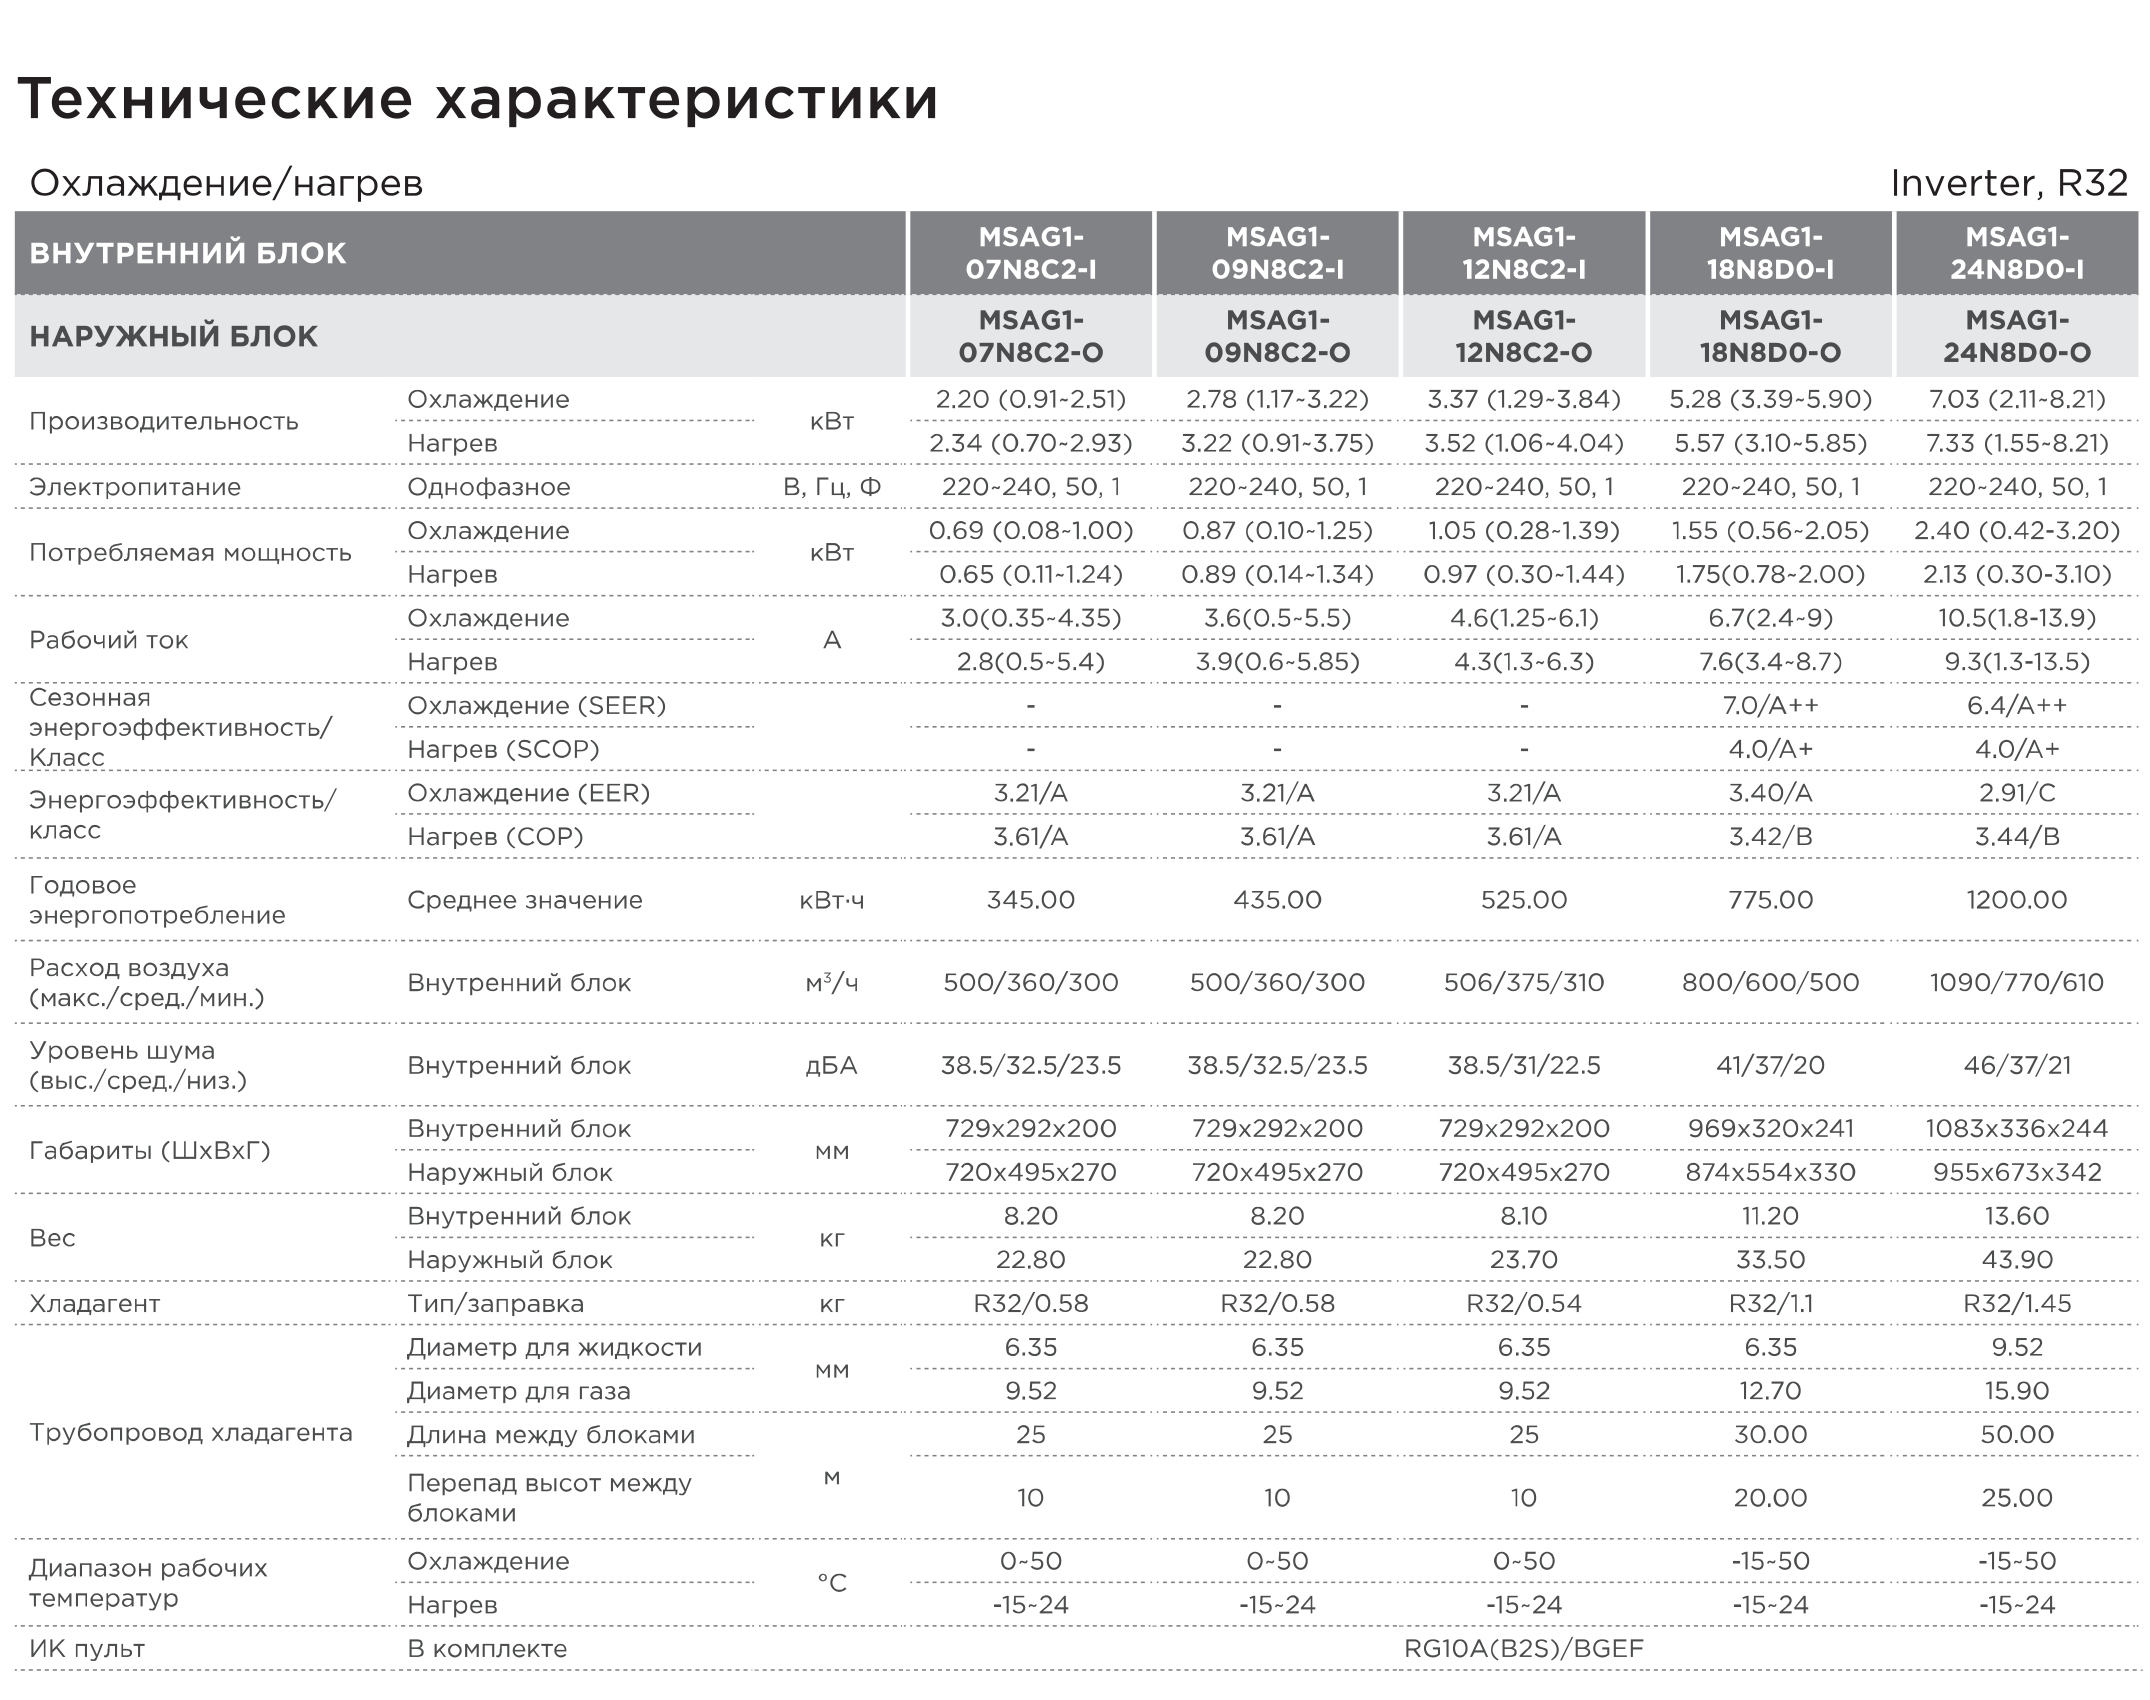 Технические характеристики
Охлаждение/нагрев Inverter, R32
ВНУТРЕННИЙ БЛОК MSAG1-07N8C2-I MSAG1-09N8C2-I MSAG1-12N8C2-I MSAG1-18N8D0-I MSAG1-24N8D0-I
НАРУЖНЫЙ БЛОК MSAG1-07N8C2-O MSAG1-09N8C2-O MSAG1-12N8C2-O MSAG1-18N8D0-O MSAG1-24N8D0-O
Производительность Охлаждение кВт 2.20 (0.91~2.51) 2.78 (1.17~3.22) 3.37 (1.29~3.84) 5.28 (3.39~5.90) 7.03 (2.11~8.21)
Нагрев 2.34 (0.70~2.93) 3.22 (0.91~3.75) 3.52 (1.06~4.04) 5.57 (3.10~5.85) 7.33 (1.55~8.21)
Электропитание Однофазное В, Гц, Ф 220~240, 50, 1 220~240, 50, 1 220~240, 50, 1 220~240, 50, 1 220~240, 50, 1
Потребляемая мощность Охлаждение кВт 0.69 (0.08~1.00) 0.87 (0.10~1.25) 1.05 (0.28~1.39) 1.55 (0.56~2.05) 2.40 (0.42-3.20)
Нагрев 0.65 (0.11~1.24) 0.89 (0.14~1.34) 0.97 (0.30~1.44) 1.75(0.78~2.00) 2.13 (0.30-3.10)
Рабочий ток Охлаждение А 3.0(0.35~4.35) 3.6(0.5~5.5) 4.6(1.25~6.1) 6.7(2.4~9) 10.5(1.8-13.9)
Нагрев 2.8(0.5~5.4) 3.9(0.6~5.85) 4.3(1.3~6.3) 7.6(3.4~8.7) 9.3(1.3-13.5)
Сезонная энергоэффективность/ Класс Охлаждение (SEER) - - - 7.0/A++ 6.4/A++
Нагрев (SCOP) - - - 4.0/A+ 4.0/A+
Энергоэффективность/ класс Охлаждение (EER) 3.21/A 3.21/A 3.21/A 3.40/A 2.91/C
Нагрев (COP) 3.61/A 3.61/A 3.61/A 3.42/B 3.44/B
Годовое энергопотребление Среднее значение кВт·ч 345.00 435.00 525.00 775.00 1200.00
Расход воздуха (макс./сред./мин.) Внутренний блок м³/ч 500/360/300 500/360/300 506/375/310 800/600/500 1090/770/610
Уровень шума (выс./сред./низ.) Внутренний блок дБА 38.5/32.5/23.5 38.5/32.5/23.5 38.5/31/22.5 41/37/20 46/37/21
Габариты (ШхВхГ) Внутренний блок мм 729x292x200 729x292x200 729x292x200 969x320x241 1083x336x244
Наружный блок 720x495x270 720x495x270 720x495x270 874x554x330 955x673x342
Вес Внутренний блок кг 8.20 8.20 8.10 11.20 13.60
Наружный блок 22.80 22.80 23.70 33.50 43.90
Хладагент Тип/заправка кг R32/0.58 R32/0.58 R32/0.54 R32/1.1 R32/1.45
Трубопровод хладагента Диаметр для жидкости мм 6.35 6.35 6.35 6.35 9.52
Диаметр для газа 9.52 9.52 9.52 12.70 15.90
Длина между блоками м 25 25 25 30.00 50.00
Перепад высот между блоками 10 10 10 20.00 25.00
Диапазон рабочих температур Охлаждение °C 0~50 0~50 0~50 -15~50 -15~50
Нагрев -15~24 -15~24 -15~24 -15~24 -15~24
ИК пульт В комплекте RG10A(B2S)/BGEF